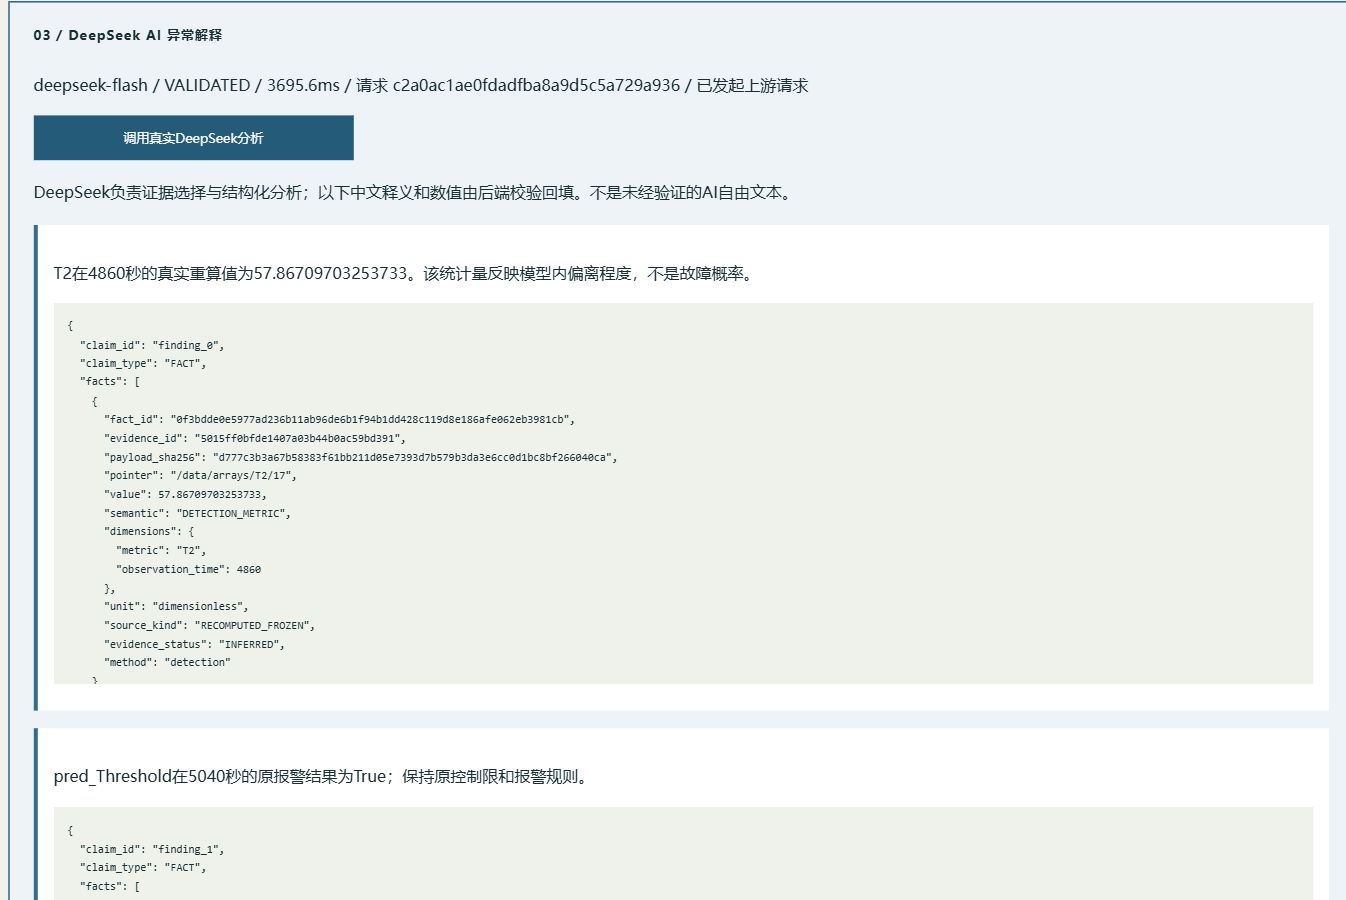 03 / DeepSeek AI 异常解释
deepseek-flash / VALIDATED / 3695.6ms / 请求 c2a0ac1ae0fdadfba8a9d5c5a729a936 / 已发起上游请求
调用真实DeepSeek分析
DeepSeek负责证据选择与结构化分析；以下中文释义和数值由后端校验回填。不是未经验证的AI自由文本。
T2在4860秒的真实重算值为57.86709703253733。该统计量反映模型内偏离程度，不是故障概率。
{
"claim_id": "finding_0",
"claim_type": "FACT",
"facts": [
{
"fact_id": "0f3bdde0e5977ad236b11ab96de6b1f94b1dd428c119d8e186afe062eb3981cb",
"evidence_id": "5015ff0bfde1407a03b44b0ac59bd391",
"payload_sha256": "d777c3b3a67b58383f61bb211d05e7393d7b579b3da3e6cc0d1bc8bf266040ca",
"pointer": "/data/arrays/T2/17",
"value": 57.86709703253733,
"semantic": "DETECTION_METRIC",
"dimensions": {
"metric": "T2",
"observation_time": 4860
},
"unit": "dimensionless",
"source_kind": "RECOMPUTED_FROZEN",
"evidence_status": "INFERRED",
"method": "detection"
}
pred_Threshold在5040秒的原报警结果为True；保持原控制限和报警规则。
{
"claim_id": "finding_1",
"claim_type": "FACT",
"facts": [